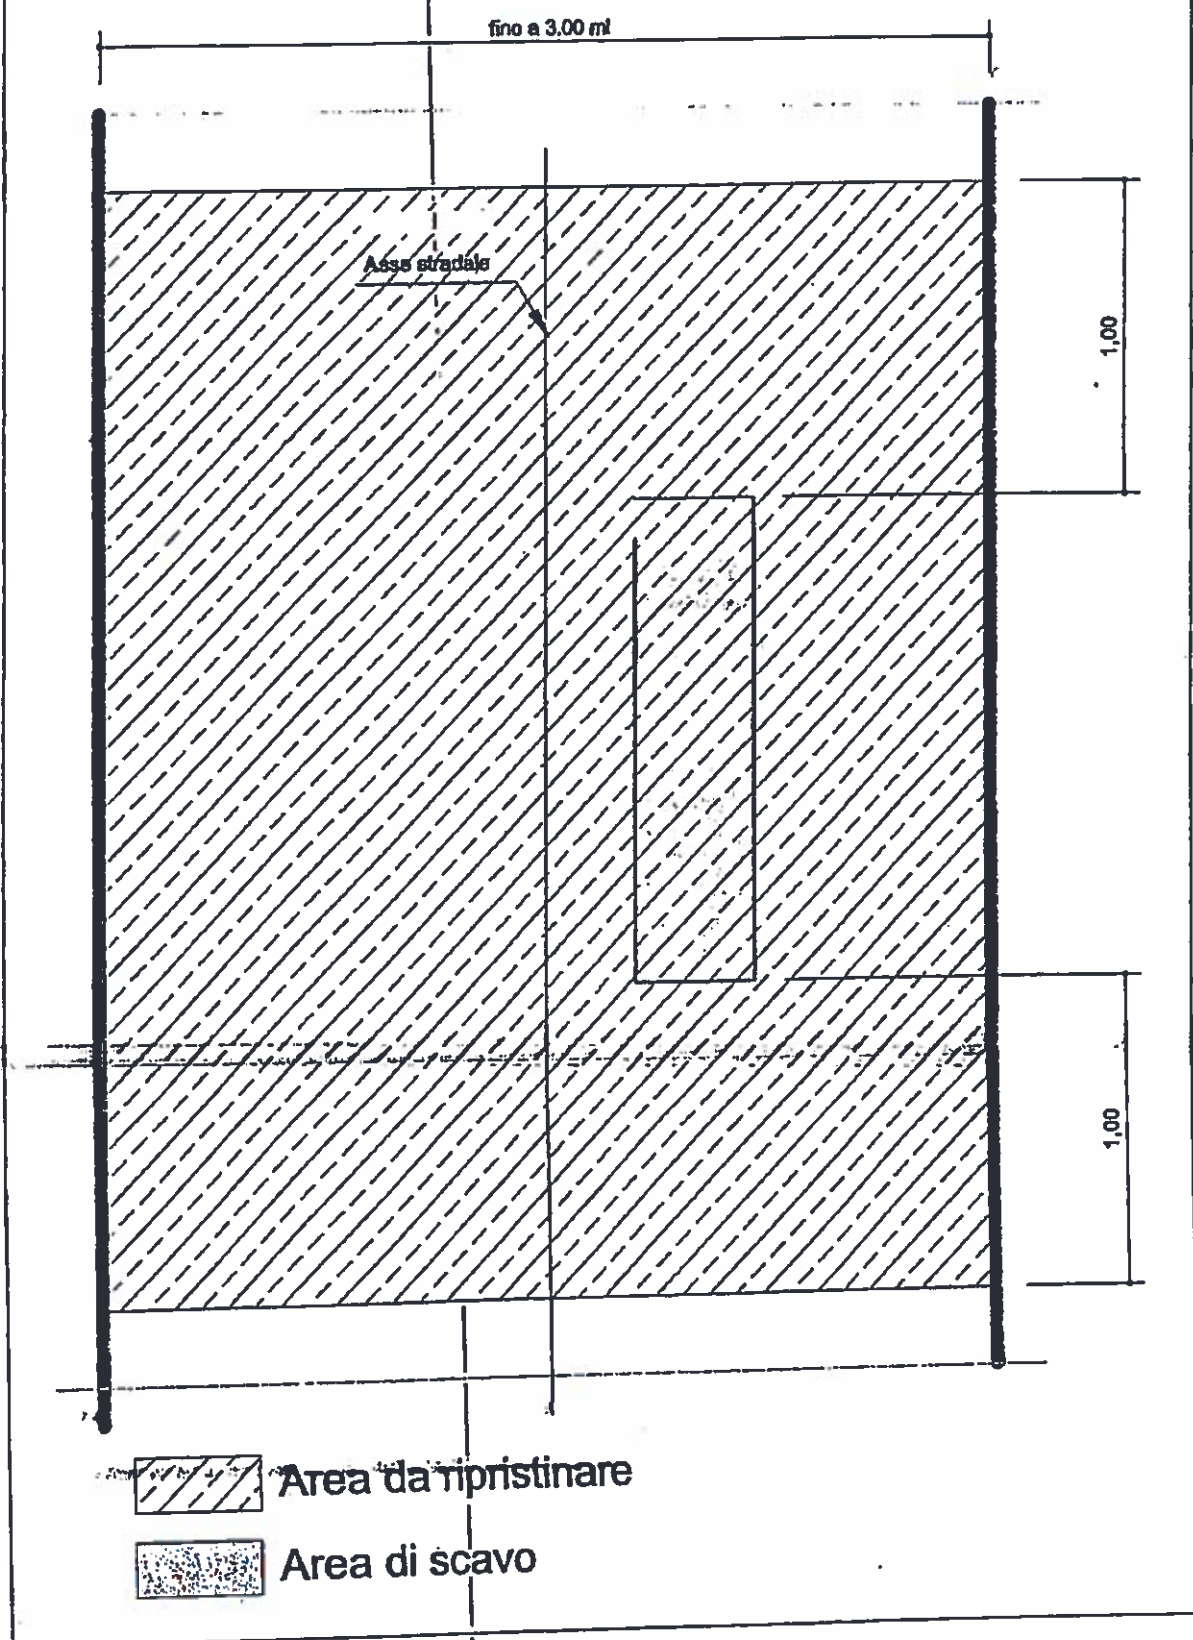 fino a 3.00 ml
Asse stradale
1,00
1,00
Area da ripristinare
Area di scavo